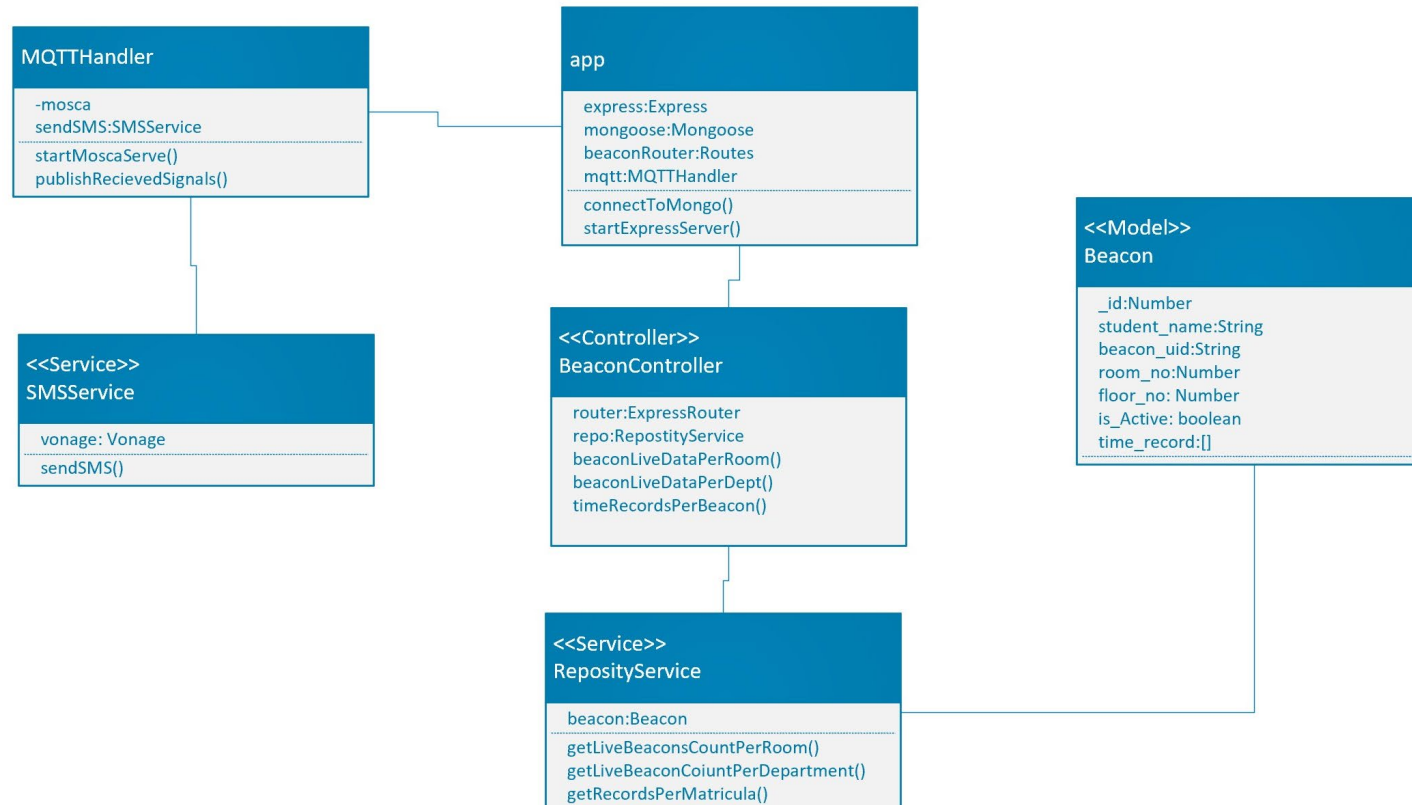 MQTTHandler
-mosca
sendSMS:SMSService
startMoscaServe()
publishRecievedSignals()
app
express:Express
mongoose:Mongoose
beaconRouter:Routes
mqtt:MQTTHandler
connectToMongo()
startExpressServer()
<<Model>>
Beacon
_id:Number
student_name:String
beacon_uid:String
room_no:Number
floor_no: Number
is_Active: boolean
time_record:[]
<<Service>>
SMSService
vonage: Vonage
sendSMS()
<<Controller>>
BeaconController
router:ExpressRouter
repo:RepostityService
beaconLiveDataPerRoom()
beaconLiveDataPerDept()
timeRecordsPerBeacon()
<<Service>>
ReposityService
beacon:Beacon
getLiveBeaconsCountPerRoom()
getLiveBeaconCoiuntPerDepartment()
getRecordsPerMatricula()